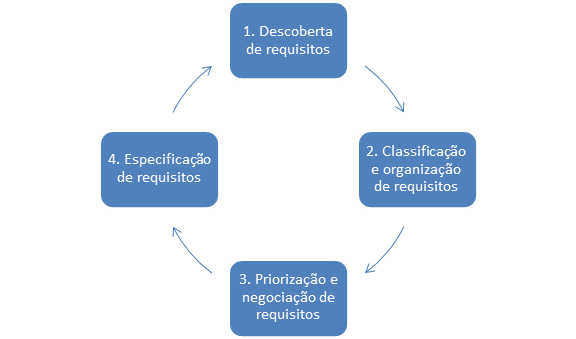 1. Descoberta
de requisitos
2. Classificação
e organização
de requisitos
3. Priorização e
negociação de
requisitos
4. Especificação
de requisitos